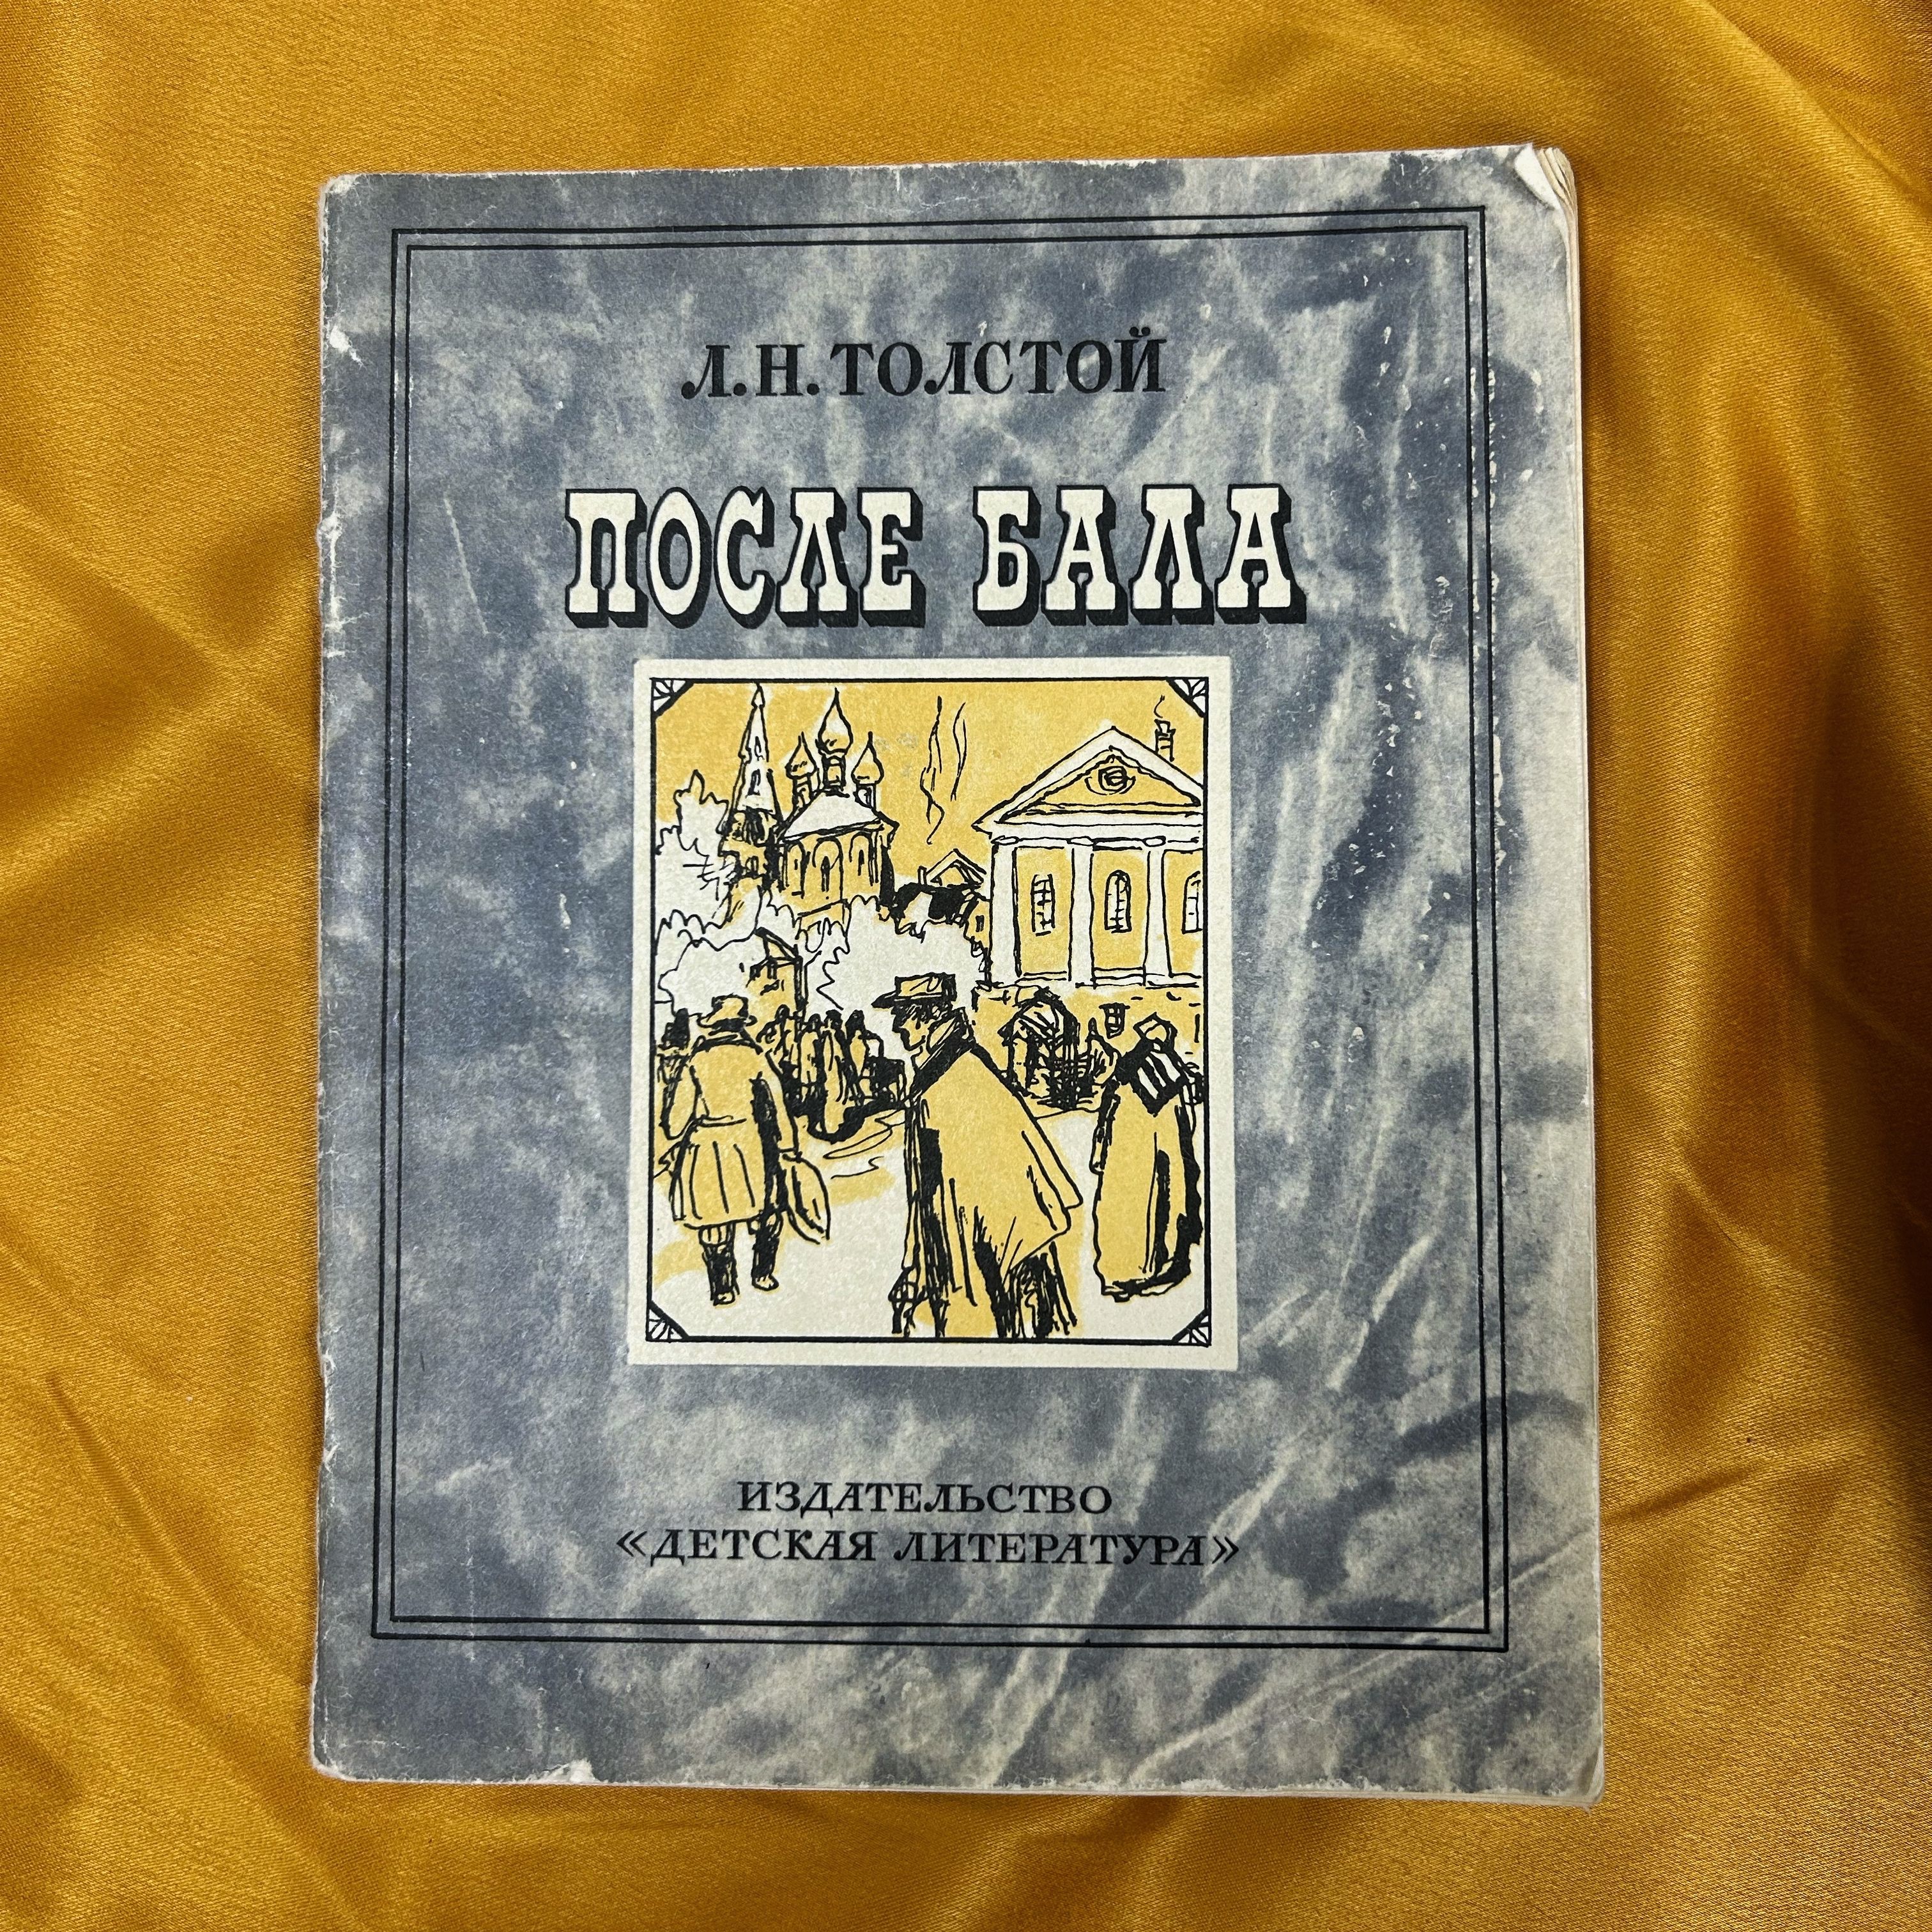 Л.Н.ТОЛСТОЙ
ПОСЛЕ БАЛА
ИЗДАТЕЛЬСТВО
«ДЕТСКАЯ ЛИТЕРАТУРА»